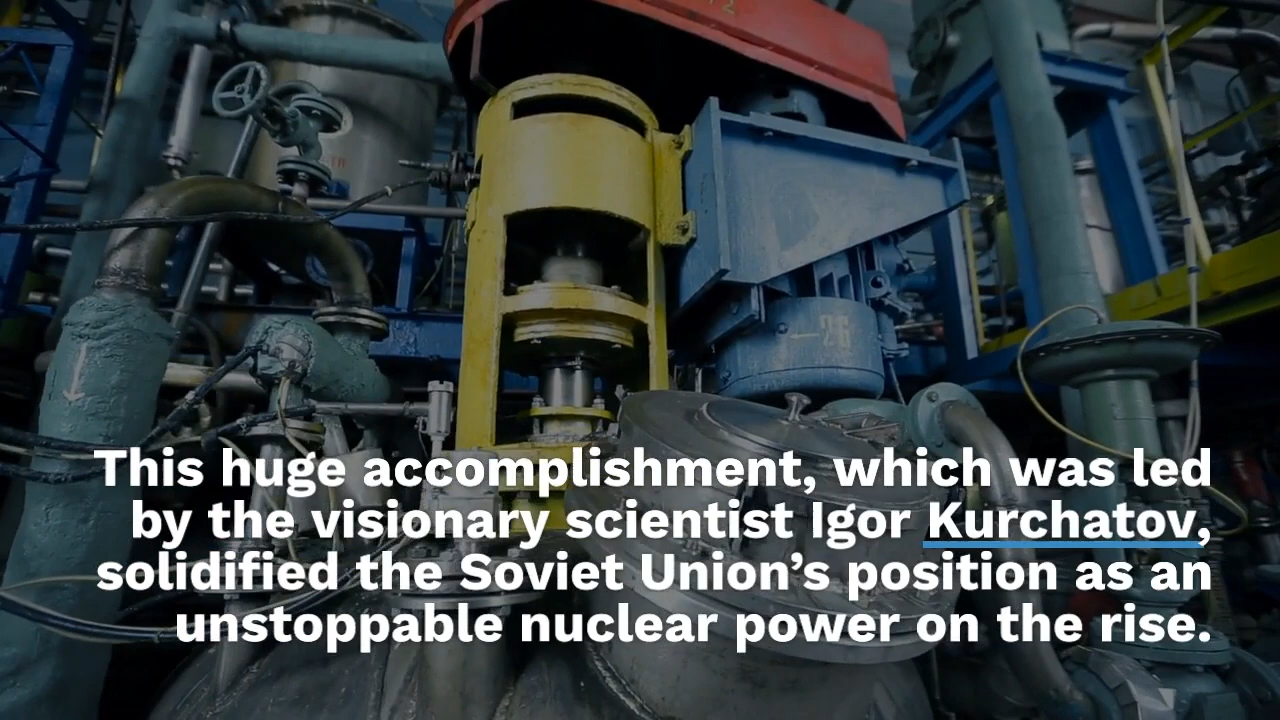 This huge accomplishment, which was led
by the visionary scientist Igor Kurchatov,
solidified the Soviet Union’s position as an
unstoppable nuclear power on the rise.
26